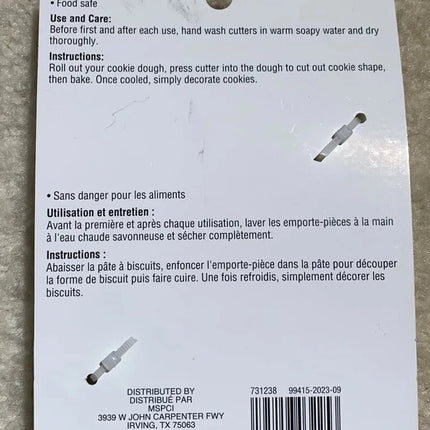 • Food safe
Use and Care:
Before first and after each use, hand wash cutters in warm soapy water and dry
thoroughly.
Instructions:
Roll out your cookie dough, press cutter into the dough to cut out cookie shape,
then bake. Once cooled, simply decorate cookies.
• Sans danger pour les aliments
Utilisation et entretien :
Avant la première et après chaque utilisation, laver les emporte-pièces à la main
à l'eau chaude savonneuse et sécher complètement.
Instructions :
Abaisser la pâte à biscuits, enfoncer l'emporte-pièce dans la pâte pour découper
la forme de biscuit puis faire cuire. Une fois refroidis, simplement décorer les
biscuits.
DISTRIBUTED BY
DISTRIBUÉ PAR
MSPCI
3939 W JOHN CARPENTER FWY
IRVING, TX 75063
731238 99415-2023-09